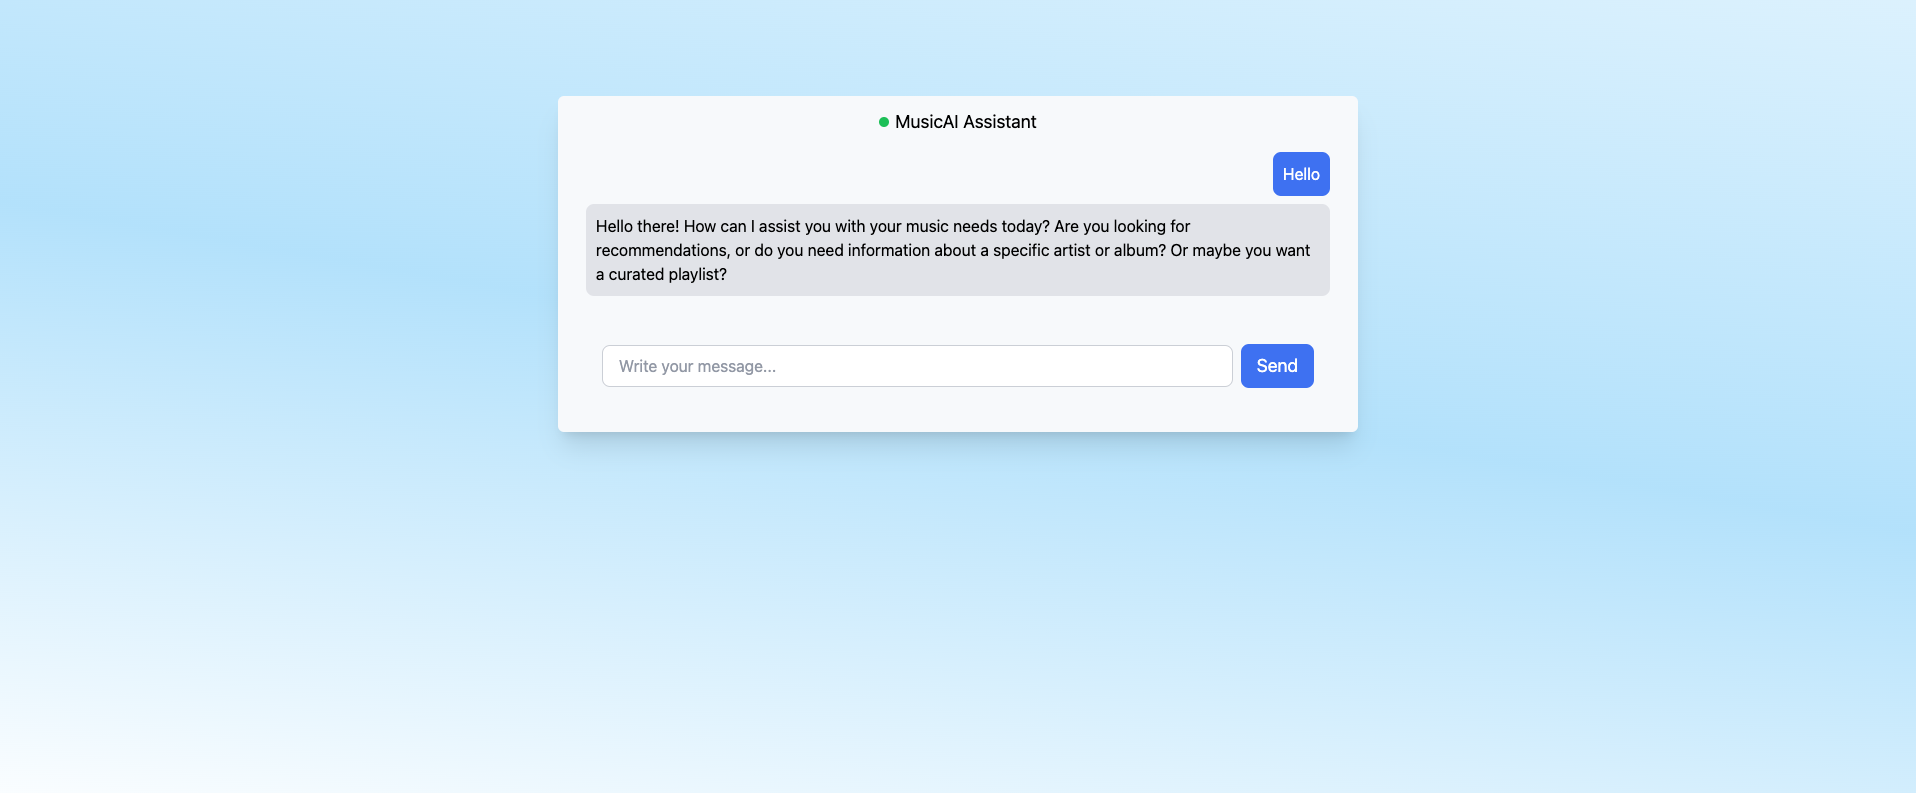 MusicAI Assistant
Hello
Hello there! How can I assist you with your music needs today? Are you looking for
recommendations, or do you need information about a specific artist or album? Or maybe you want
a curated playlist?
Write your message...
Send